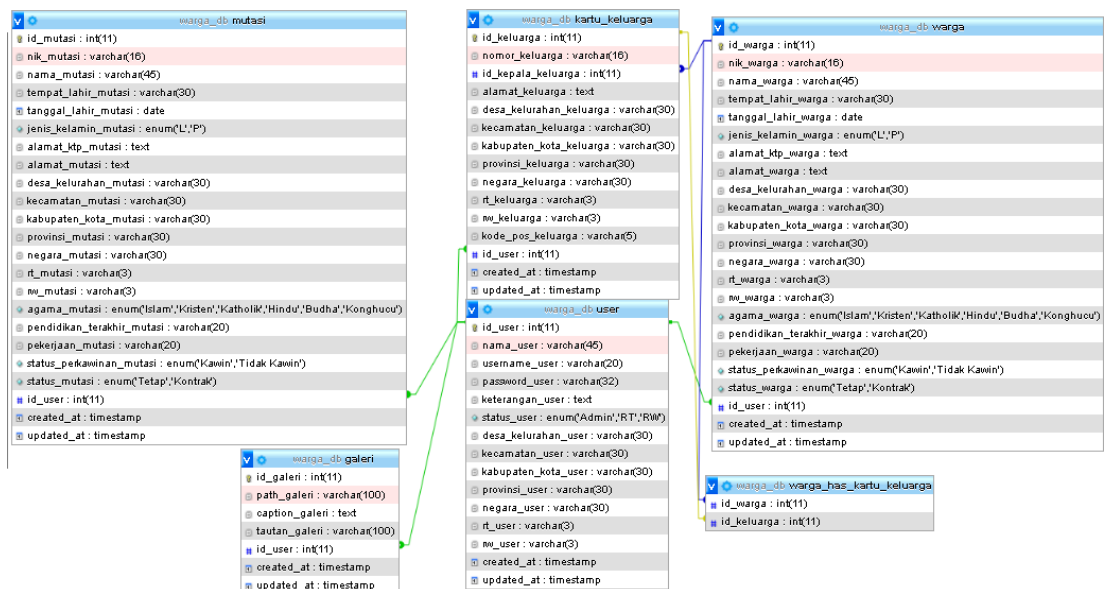 warga_db mutasi
id_mutasi : int(11)
nik_mutasi : varchar(16)
nama_mutasi : varchar(45)
tempat_lahir_mutasi : varchar(30)
tanggal_lahir_mutasi : date
jenis_kelamin_mutasi : enum('L','P')
alamat_ktp_mutasi : text
alamat_mutasi : text
desa_kelurahan_mutasi : varchar(30)
kecamatan_mutasi : varchar(30)
kabupaten_kota_mutasi : varchar(30)
provinsi_mutasi : varchar(30)
negara_mutasi : varchar(30)
rt_mutasi : varchar(3)
rw_mutasi : varchar(3)
agama_mutasi : enum('Islam','Kristen','Katholik','Hindu','Budha','Konghucu')
pendidikan_terakhir_mutasi : varchar(20)
pekerjaan_mutasi : varchar(20)
status_perkawinan_mutasi : enum('Kawin','Tidak Kawin')
status_mutasi : enum('Tetap','Kontrak')
id_user : int(11)
created_at : timestamp
updated_at : timestamp
warga_db galeri
id_galeri : int(11)
path_galeri : varchar(100)
caption_galeri : text
tautan_galeri : varchar(100)
id_user : int(11)
created_at : timestamp
updated_at : timestamp
warga_db kartu_keluarga
id_keluarga : int(11)
nomor_keluarga : varchar(16)
id_kepala_keluarga : int(11)
alamat_keluarga : text
desa_kelurahan_keluarga : varchar(30)
kecamatan_keluarga : varchar(30)
kabupaten_kota_keluarga : varchar(30)
provinsi_keluarga : varchar(30)
negara_keluarga : varchar(30)
rt_keluarga : varchar(3)
rw_keluarga : varchar(3)
kode_pos_keluarga : varchar(5)
id_user : int(11)
created_at : timestamp
updated_at : timestamp
warga_db user
id_user : int(11)
nama_user : varchar(45)
username_user : varchar(20)
password_user : varchar(32)
keterangan_user : text
status_user : enum('Admin','RT','RW')
desa_kelurahan_user : varchar(30)
kecamatan_user : varchar(30)
kabupaten_kota_user : varchar(30)
provinsi_user : varchar(30)
negara_user : varchar(30)
rt_user : varchar(3)
rw_user : varchar(3)
created_at : timestamp
updated_at : timestamp
warga_db warga
id_warga : int(11)
nik_warga : varchar(16)
nama_warga : varchar(45)
tempat_lahir_warga : varchar(30)
tanggal_lahir_warga : date
jenis_kelamin_warga : enum('L','P')
alamat_ktp_warga : text
alamat_warga : text
desa_kelurahan_warga : varchar(30)
kecamatan_warga : varchar(30)
kabupaten_kota_warga : varchar(30)
provinsi_warga : varchar(30)
negara_warga : varchar(30)
rt_warga : varchar(3)
rw_warga : varchar(3)
agama_warga : enum('Islam','Kristen','Katholik','Hindu','Budha','Konghucu')
pendidikan_terakhir_warga : varchar(20)
pekerjaan_warga : varchar(20)
status_perkawinan_warga : enum('Kawin','Tidak Kawin')
status_warga : enum('Tetap','Kontrak')
id_user : int(11)
created_at : timestamp
updated_at : timestamp
warga_db warga_has_kartu_keluarga
id_warga : int(11)
id_keluarga : int(11)